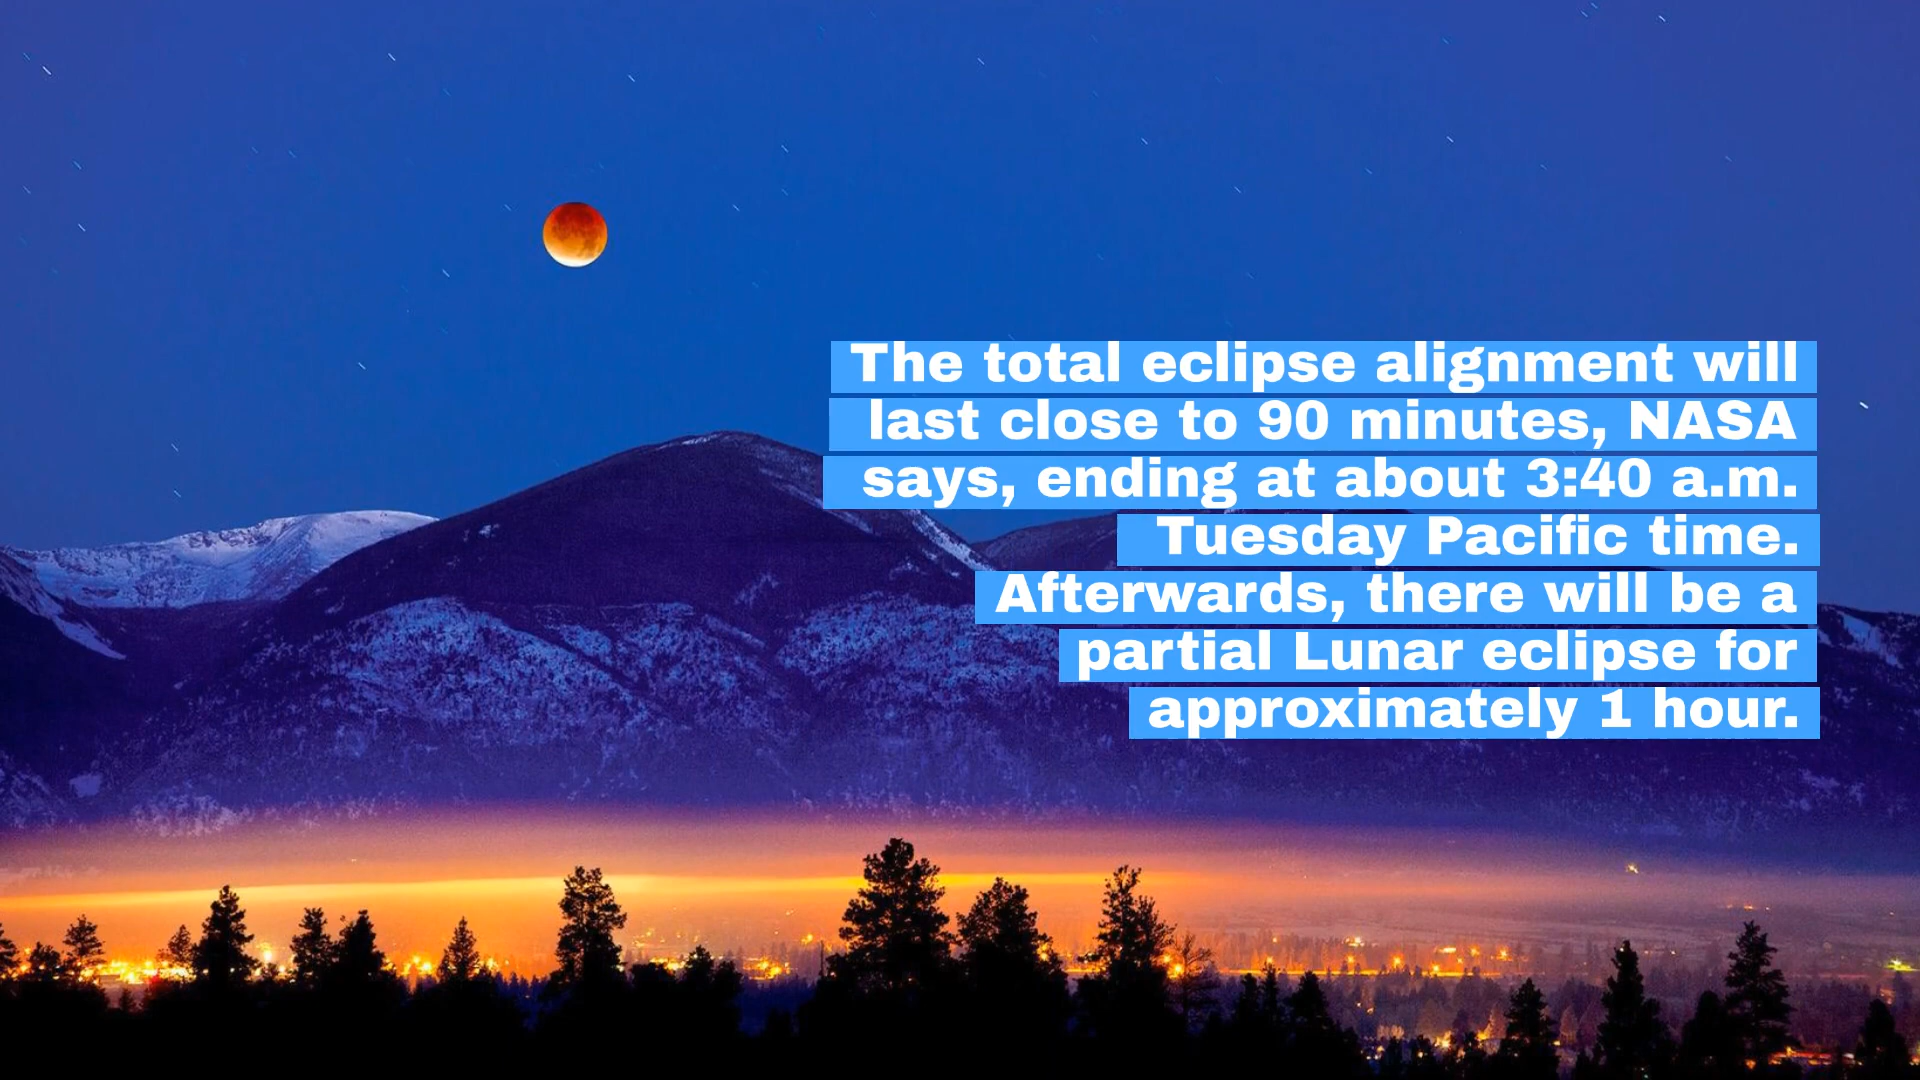 The total eclipse alignment will
last close to 90 minutes, NASA
says, ending at about 3:40 a.m.
Tuesday Pacific time.
Afterwards, there will be a
partial Lunar eclipse for
approximately 1 hour.